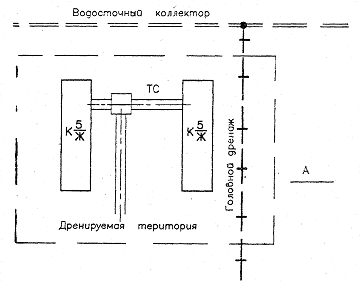 Водосточный коллектор
ТС
К 5/Ж
К 5/Ж
Головной дренаж
А
Дренируемая територия